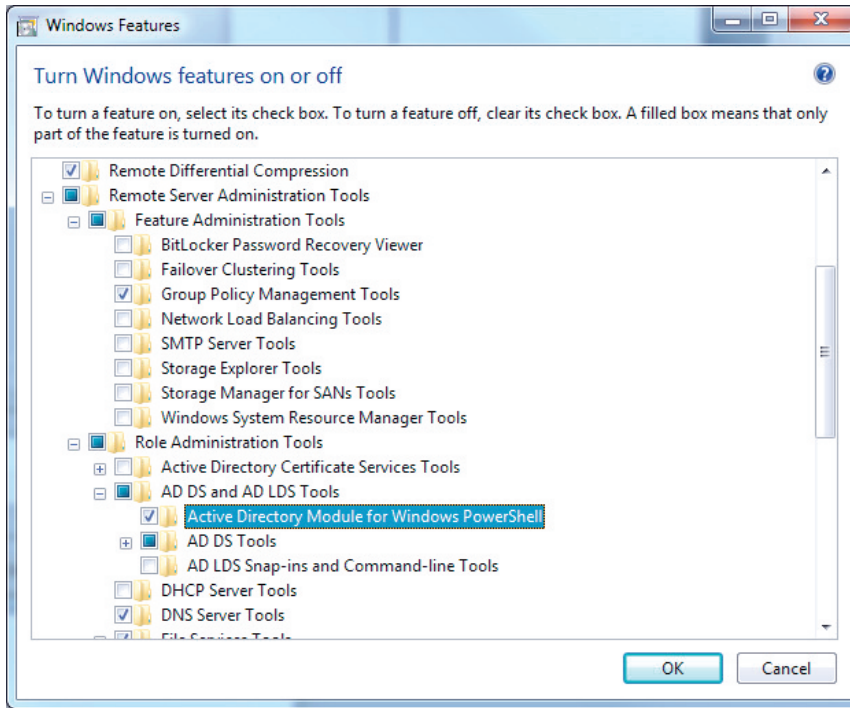 Windows Features
Turn Windows features on or off
To turn a feature on, select its check box. To turn a feature off, clear its check box. A filled box means that only
part of the feature is turned on.
Remote Differential Compression
Remote Server Administration Tools
Feature Administration Tools
BitLocker Password Recovery Viewer
Failover Clustering Tools
Group Policy Management Tools
Network Load Balancing Tools
SMTP Server Tools
Storage Explorer Tools
Storage Manager for SANs Tools
Windows System Resource Manager Tools
Role Administration Tools
Active Directory Certificate Services Tools
AD DS and AD LDS Tools
Active Directory Module for Windows PowerShell
AD DS Tools
AD LDS Snap-ins and Command-line Tools
DHCP Server Tools
DNS Server Tools
File Services Tools
OK Cancel